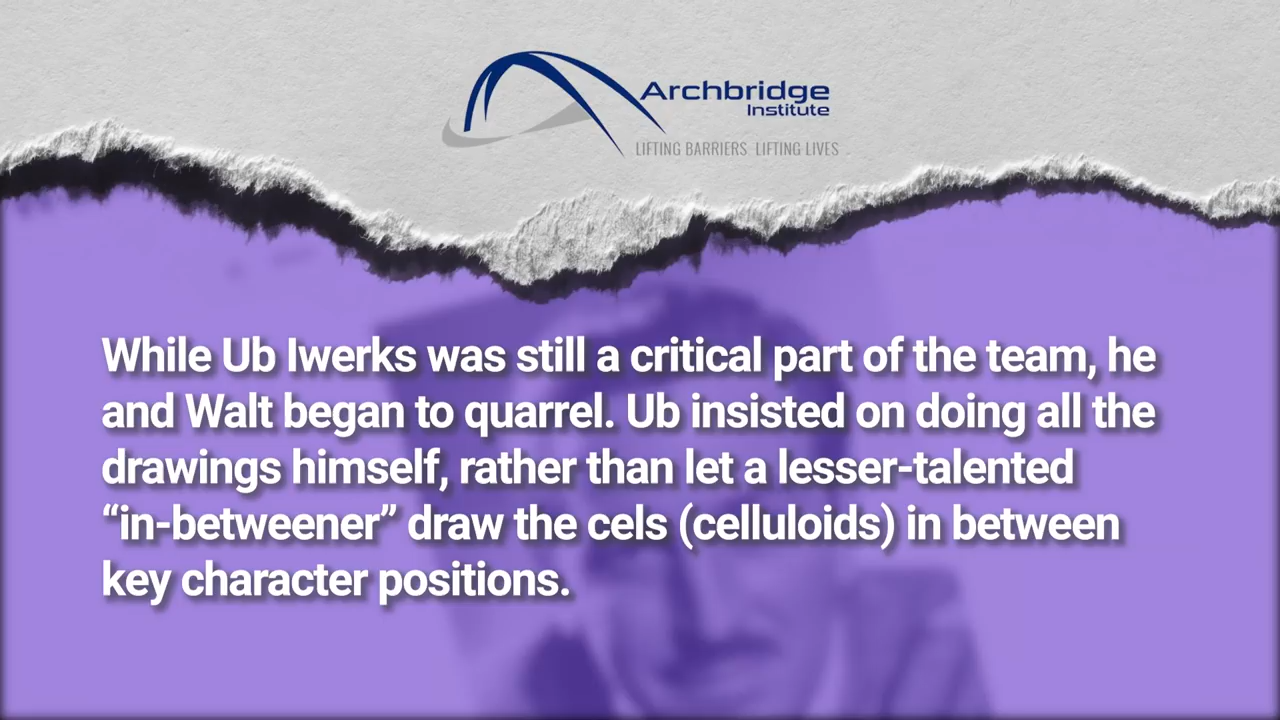 Archbridge
Institute
LIFTING BARRIERS LIFTING LIVES
While Ub Iwerks was still a critical part of the team, he
and Walt began to quarrel. Ub insisted on doing all the
drawings himself, rather than let a lesser-talented
“in-betweener” draw the cels (celluloids) in between
key character positions.